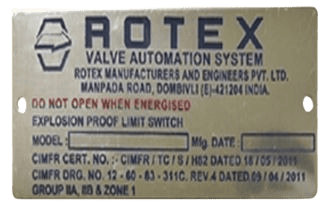 ROTEX
VALVE AUTOMATION SYSTEM
ROTEX MANUFACTURERS AND ENGINEERS PVT. LTD.
MANPADA ROAD, DOMBIVLI (E)-421204 INDIA.
DO NOT OPEN WHEN ENERGISED
EXPLOSION PROOF LIMIT SWITCH
MODEL : Mfg. DATE :
CIMFR CERT. NO. :- CIMFR / TC / S / H52 DATED 18 / 05 / 2011
CIMFR DRG. NO. 12 - 60 - 83 - 311C. REV.4 DATED 09 / 04 / 2011
GROUP IIA, IIB & ZONE 1